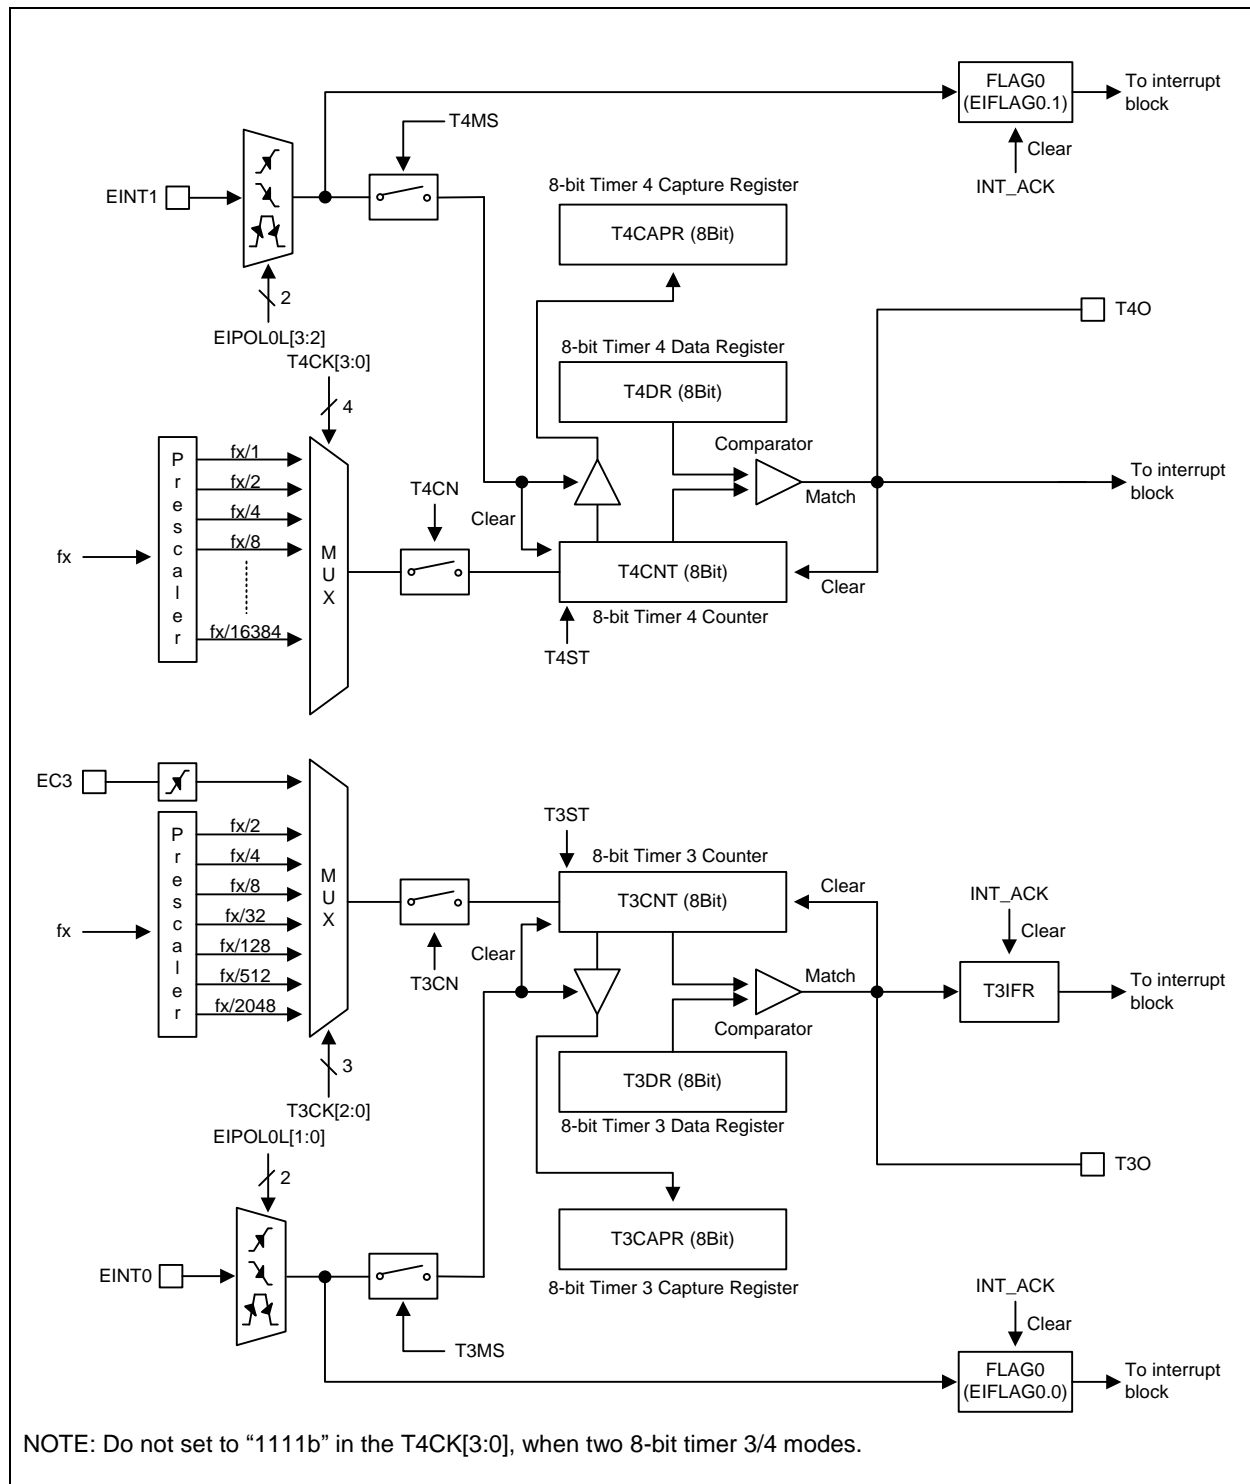 FLAG0
(EIFLAG0.1)
To interrupt
block
T4MS
Clear
INT_ACK
EINT1
8-bit Timer 4 Capture Register
T4CAPR (8Bit)
2
EIPOL0L[3:2]
T4O
T4CK[3:0]
8-bit Timer 4 Data Register
T4DR (8Bit)
4
Comparator
Prescaler
fx/1
fx/2
fx/4
fx/8
fx/16384
fx
MUX
T4CN
Clear
Match
To interrupt
block
T4CNT (8Bit)
Clear
8-bit Timer 4 Counter
T4ST
EC3
T3ST
Prescaler
fx/2
fx/4
fx/8
fx/32
fx/128
fx/512
fx/2048
fx
MUX
8-bit Timer 3 Counter
T3CNT (8Bit)
Clear
INT_ACK
Clear
Clear
T3CN
Match
T3IFR
To interrupt
block
Comparator
3
T3DR (8Bit)
T3CK[2:0]
8-bit Timer 3 Data Register
EIPOL0L[1:0]
2
T3O
T3CAPR (8Bit)
EINT0
8-bit Timer 3 Capture Register
INT_ACK
Clear
T3MS
FLAG0
(EIFLAG0.0)
To interrupt
block
NOTE: Do not set to “1111b” in the T4CK[3:0], when two 8-bit timer 3/4 modes.